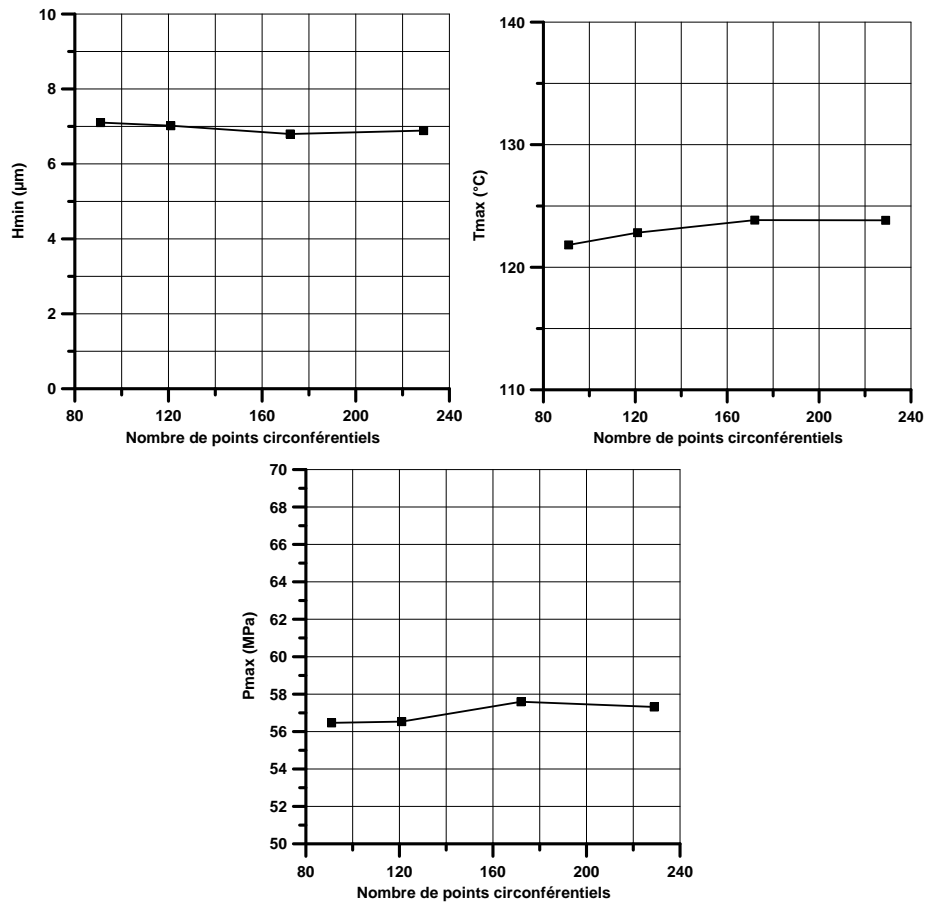 10
8
6
4
2
0
Hmin (µm)
80 120 160 200 240
Nombre de points circonférentiels
140
130
120
110
Tmax (°C)
80 120 160 200 240
Nombre de points circonférentiels
70
68
66
64
62
60
58
56
54
52
50
Pmax (MPa)
80 120 160 200 240
Nombre de points circonférentiels